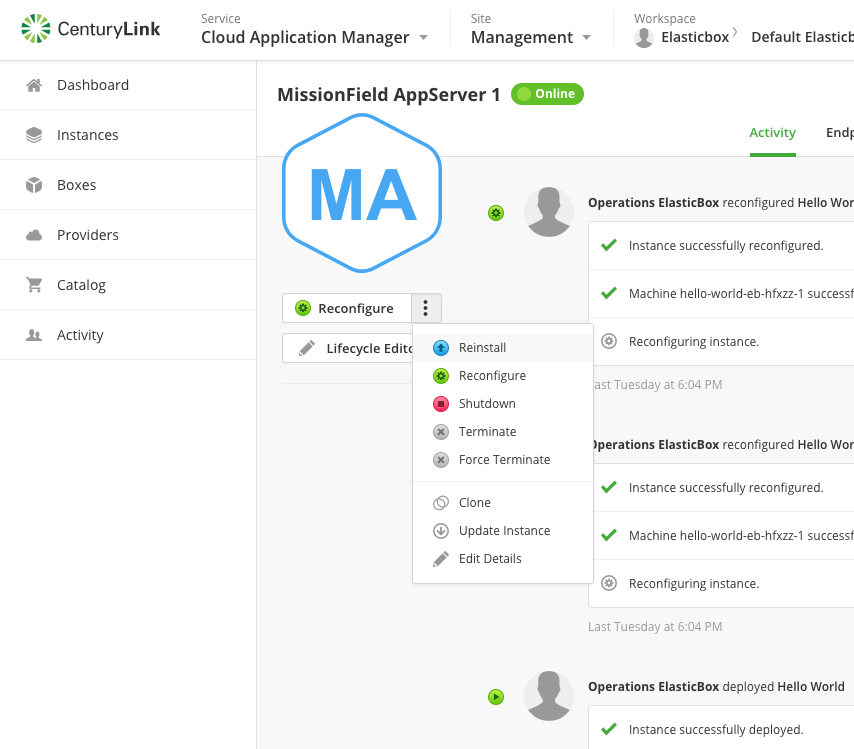 CenturyLink
Service
Cloud Application Manager
Site
Management
Workspace
Elasticbox
Default Elasticb
Dashboard
Instances
Boxes
Providers
Catalog
Activity
MissionField AppServer 1
Online
Activity
Endp
MA
Reconfigure
Lifecycle Edito
Reinstall
Reconfigure
Shutdown
Terminate
Force Terminate
Clone
Update Instance
Edit Details
Operations ElasticBox reconfigured Hello Wor
Instance successfully reconfigured.
Machine hello-world-eb-hfxzz-1 successf
Reconfiguring instance.
ast Tuesday at 6:04 PM
Operations ElasticBox reconfigured Hello Wor
Instance successfully reconfigured.
Machine hello-world-eb-hfxzz-1 successf
Reconfiguring instance.
Last Tuesday at 6:04 PM
Operations ElasticBox deployed Hello World
Instance successfully deployed.